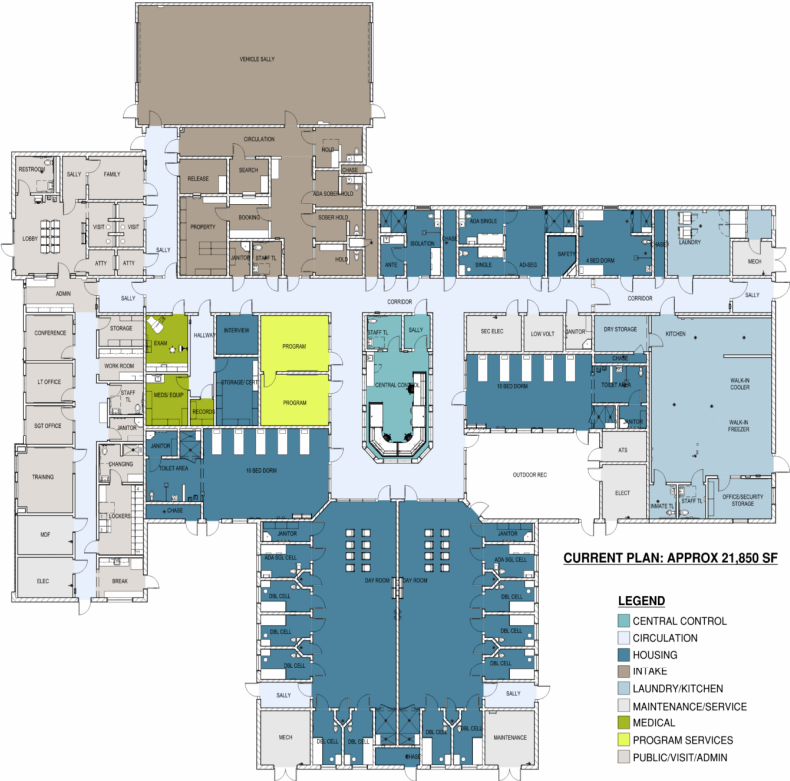 VEHICLE SALLY
CIRCULATION
HOLD
CHASE
SEARCH
RELEASE
ADA SOBER HOLD
BOOKING
PROPERTY
SOBER HOLD
HOLD
JANITOR
STAFF TL
RESTROOM
SALLY
FAMILY
LOBBY
VISIT
VISIT
ATTY
ATTY
SALLY
ISOLATION
ANTE
CHASE
ADA SINGLE
SINGLE
AD-SEG
SAFETY
4 BED DORM
CHASE
LAUNDRY
MECH
ADMIN
SALLY
CORRIDOR
CORRIDOR
SALLY
CONFERENCE
STORAGE
EXAM
HALLWAY
INTERVIEW
PROGRAM
STAFF TL
SALLY
SEC ELEC
LOW VOLT
JANITOR
DRY STORAGE
KITCHEN
CHASE
LT OFFICE
WORK ROOM
MEDS/ EQUIP
STORAGE/ CERT
PROGRAM
CENTRAL CONTROL
10 BED DORM
TOILET AREA
WALK-IN
COOLER
RECORDS
STAFF
TL
SGT OFFICE
JANITOR
JANITOR
WALK-IN
FREEZER
JANITOR
CHANGING
TOILET AREA
10 BED DORM
ATS
OUTDOOR REC
TRAINING
LOCKERS
ELECT
INMATE TL
STAFF TL
OFFICE/SECURITY
STORAGE
CHASE
MDF
JANITOR
JANITOR
ELEC
BREAK
ADA SGL CELL
DAY ROOM
DAY ROOM
ADA SGL CELL
DBL CELL
DBL CELL
DBL CELL
DBL CELL
DBL CELL
DBL CELL
SALLY
SALLY
MECH
DBL CELL
DBL CELL
CHASE
DBL CELL
DBL CELL
MAINTENANCE
CURRENT PLAN: APPROX 21,850 SF
LEGEND
CENTRAL CONTROL
CIRCULATION
HOUSING
INTAKE
LAUNDRY/KITCHEN
MAINTENANCE/SERVICE
MEDICAL
PROGRAM SERVICES
PUBLIC/VISIT/ADMIN